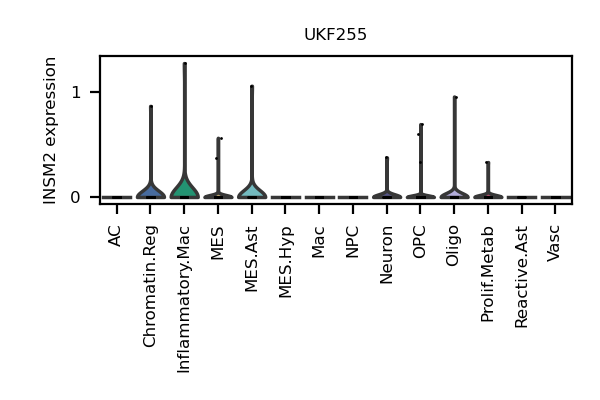 UKF255
INSM2 expression
1
0
AC
Chromatin.Reg
Inflammatory.Mac
MES
MES.Ast
MES.Hyp
Mac
NPC
Neuron
OPC
Oligo
Prolif.Metab
Reactive.Ast
Vasc